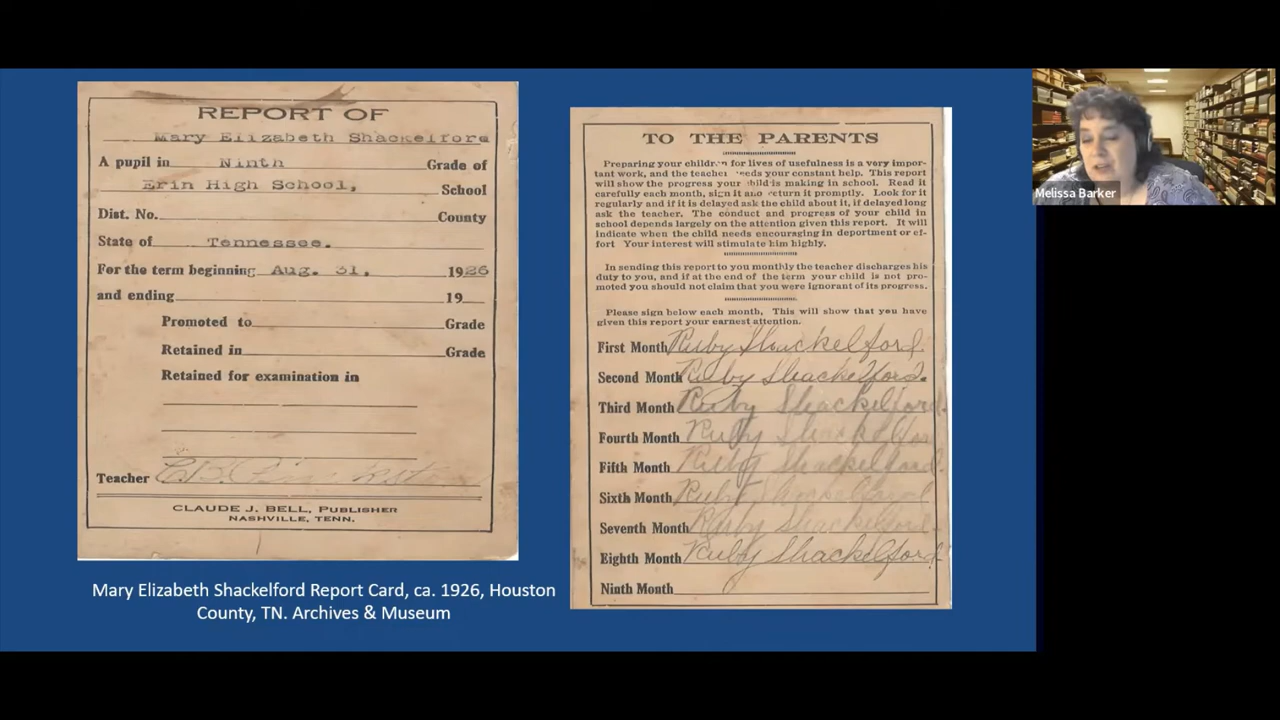 REPORT OF
Mary Elizabeth Shackelford
A pupil in Ninth Grade of
Erin High School, School
Dist. No. County
State of Tennessee.
For the term beginning Aug. 31, 1926
and ending 19
Promoted to Grade
Retained in Grade
Retained for examination in
Teacher
CLAUDE J. BELL, PUBLISHER
NASHVILLE, TENN.
Mary Elizabeth Shackelford Report Card, ca. 1926, Houston
County, TN. Archives & Museum
TO THE PARENTS
Preparing your children for lives of usefulness is a very impor-
tant work, and the teacher needs your constant help. This report
will show the progress your child is making in school. Read it
carefully each month, sign it and return it promptly. Look for it
regularly and if it is delayed ask the child about it, if delayed long
ask the teacher. The conduct and progress of your child in
school depends largely on the attention given this report. It will
indicate when the child needs encouraging in deportment or ef-
fort Your interest will stimulate him highly.
In sending this report to you monthly the teacher discharges his
duty to you, and if at the end of the term your child is not pro-
moted you should not claim that you were ignorant of its progress.
Please sign below each month, This will show that you have
given this report your earnest attention.
First Month Ruby Shackelford.
Second Month Ruby Shackelford.
Third Month Ruby Shackelford.
Fourth Month Ruby Shackelford
Fifth Month Ruby Shackelford.
Sixth Month Ruby Shackelford
Seventh Month Ruby Shackelford.
Eighth Month Ruby Shackelford.
Ninth Month
Melissa Barker